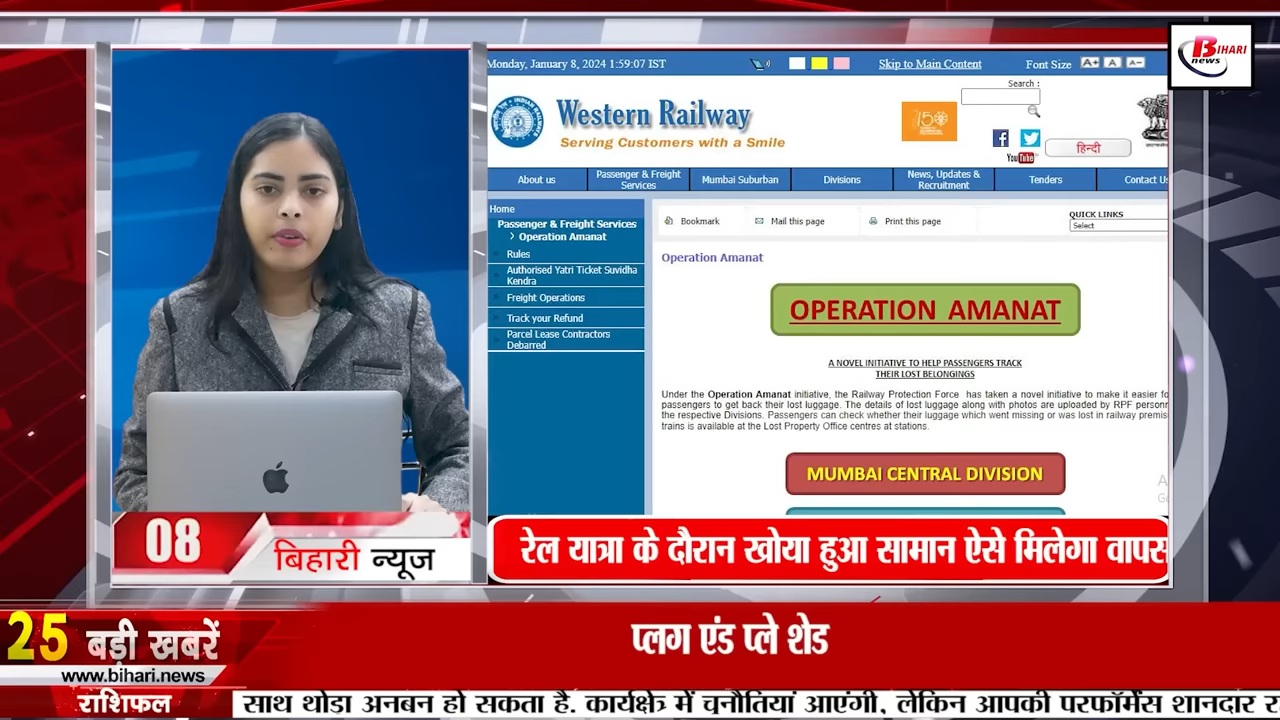 Monday, January 8, 2024 1:59:07 IST
Skip to Main Content
Font Size A+ A A-
BIHARI
news
Search :
Western Railway
Serving Customers with a Smile
हिन्दी
You Tube
About us
Passenger & Freight Services
Mumbai Suburban
Divisions
News, Updates & Recruitment
Tenders
Contact Us
Home
Passenger & Freight Services
Operation Amanat
Rules
Authorised Yatri Ticket Suvidha
Kendra
Freight Operations
Track your Refund
Parcel Lease Contractors
Debarred
Bookmark
Mail this page
Print this page
QUICK LINKS
Select
Operation Amanat
OPERATION AMANAT
A NOVEL INITIATIVE TO HELP PASSENGERS TRACK
THEIR LOST BELONGINGS
Under the Operation Amanat initiative, the Railway Protection Force has taken a novel initiative to make it easier
passengers to get back their lost luggage. The details of lost luggage along with photos are uploaded by RPF
the respective Divisions. Passengers can check whether their luggage which went missing or was lost in railway
trains is available at the Lost Property Office centres at stations.
MUMBAI CENTRAL DIVISION
08
बिहारी न्यूज
रेल यात्रा के दौरान खोया हुआ सामान ऐसे मिलेगा वापस
25 बड़ी खबरें
www.bihari.news
प्लग एंड प्ले शेड
राशिफल
साथ थोड़ा अनबन हो सकता है. कार्यक्षेत्र में चुनौतियां आएंगी, लेकिन आपकी परफॉर्मेंस शानदार